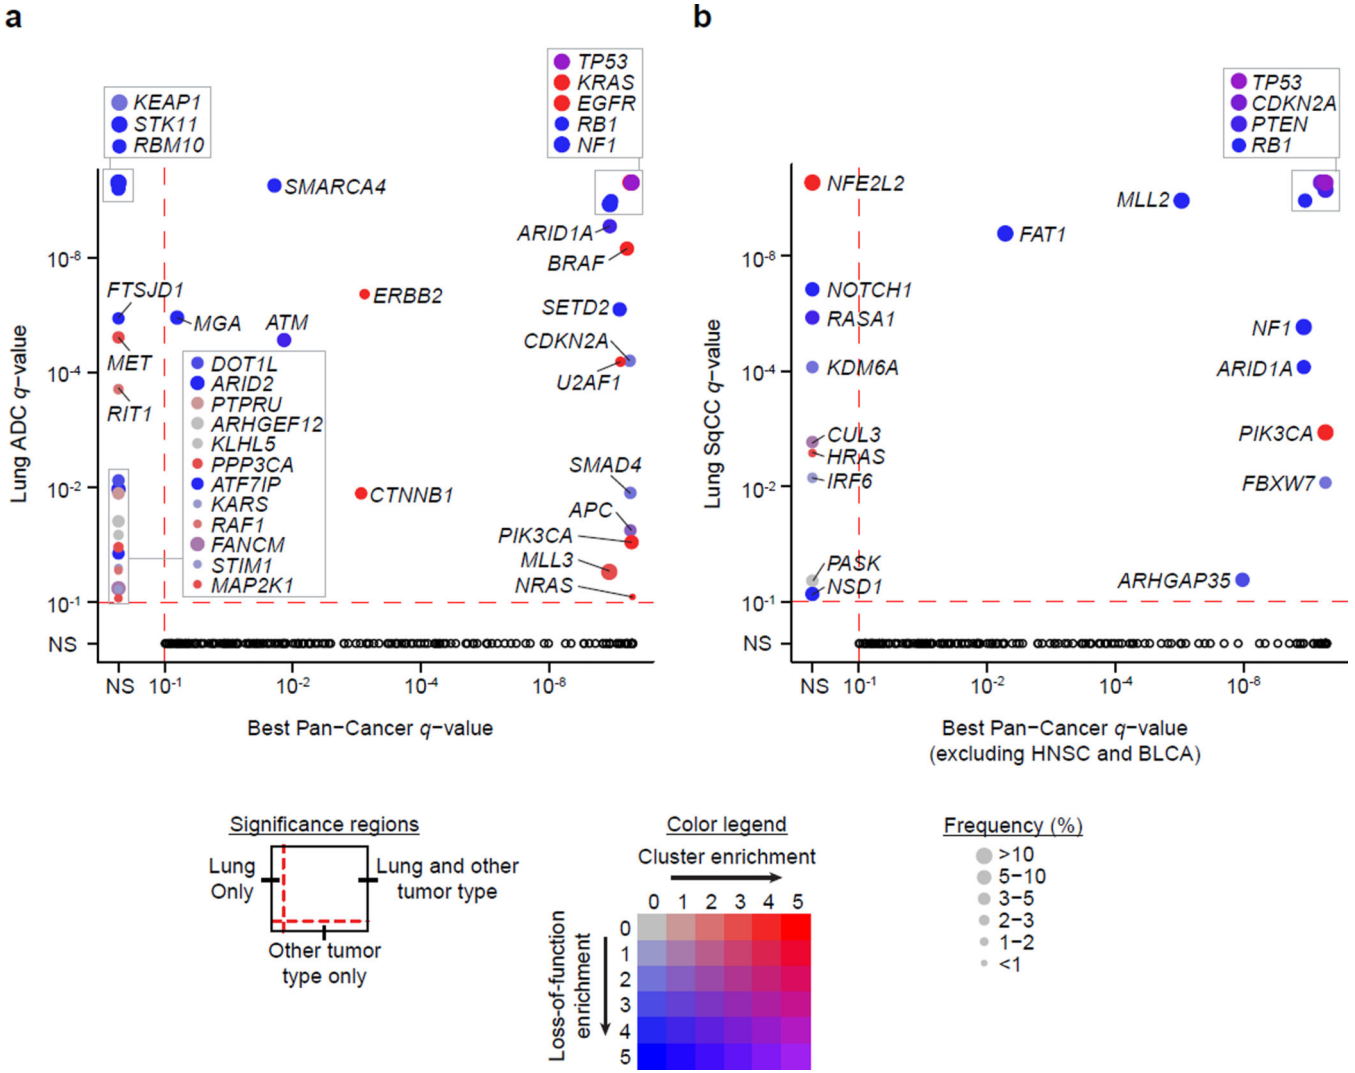 a
KEAP1
STK11
RBM10
TP53
KRAS
EGFR
RB1
NF1
SMARCA4
ARID1A
BRAF
ERBB2
SETD2
FTSJD1
MGA
ATM
CDKN2A
U2AF1
MET
RIT1
DOT1L
ARID2
PTPRU
ARHGEF12
KLHL5
PPP3CA
ATF7IP
KARS
RAF1
FANCM
STIM1
MAP2K1
CTNNB1
SMAD4
APC
PIK3CA
MLL3
NRAS
Lung ADC q-value
10-8
10-4
10-2
10-1
NS
NS 10-1 10-2 10-4 10-8
Best Pan−Cancer q−value
b
TP53
CDKN2A
PTEN
RB1
NFE2L2
MLL2
FAT1
NOTCH1
RASA1
NF1
KDM6A
ARID1A
CUL3
HRAS
IRF6
PIK3CA
FBXW7
PASK
NSD1
ARHGAP35
Lung SqCC q-value
10-8
10-4
10-2
10-1
NS
NS 10-1 10-2 10-4 10-8
Best Pan−Cancer q−value
(excluding HNSC and BLCA)
Significance regions
Lung
Only
Lung and other
tumor type
Other tumor
type only
Color legend
Cluster enrichment
0 1 2 3 4 5
Loss-of-function
enrichment
0
1
2
3
4
5
Frequency (%)
>10
5−10
3−5
2−3
1−2
<1